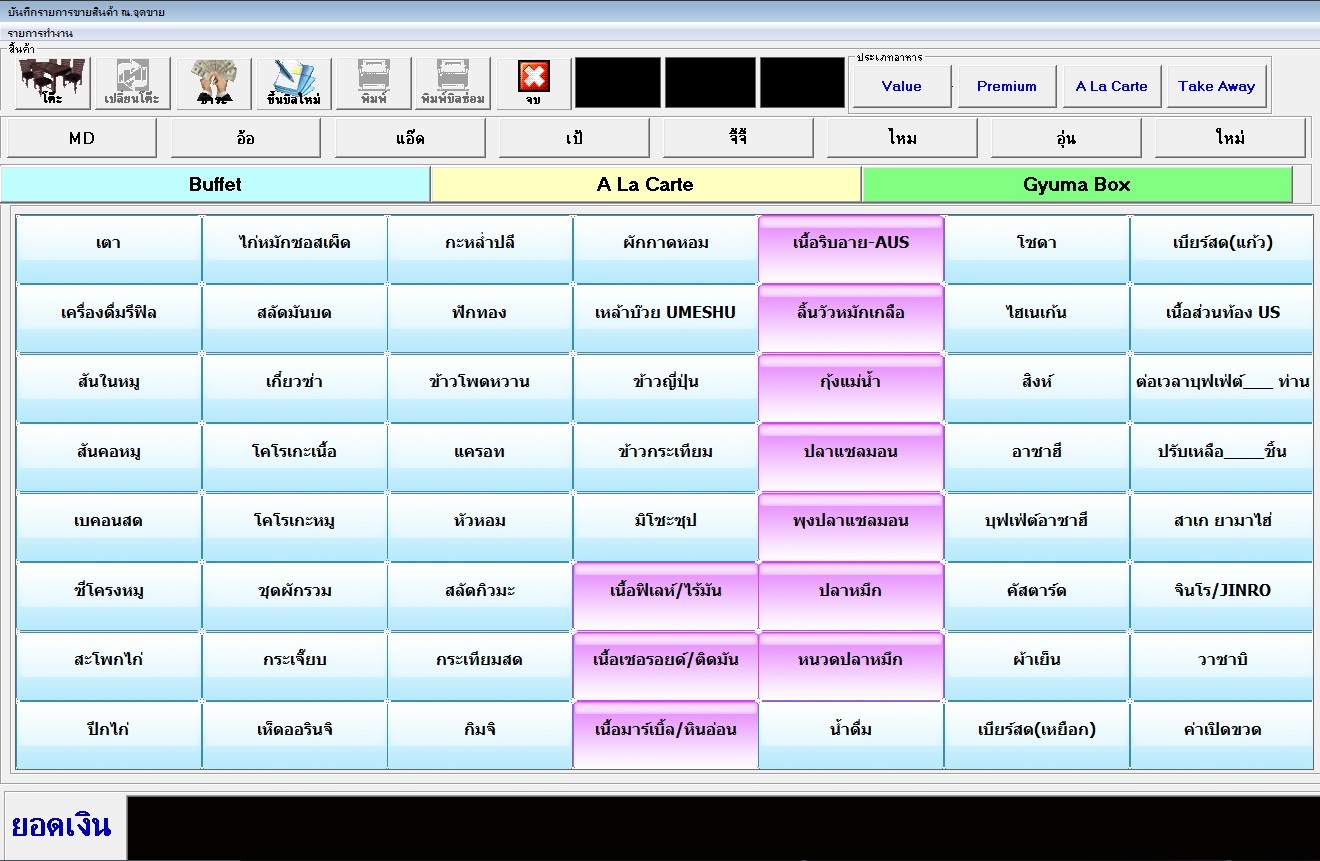 บันทึกรายการขายสินค้า ณ.จุดขาย
รายการทำงาน
สินค้า
โต๊ะ เปลี่ยนโต๊ะ ชำระ ขึ้นบิลใหม่ พิมพ์ พิมพ์บิลซ้อม จบ
ประเภทอาหาร
Value Premium A La Carte Take Away
MD อ้อ แอ๊ด เป้ จี้จี้ ไหม อุ่น ใหม่
Buffet A La Carte Gyuma Box
เตา ไก่หมักซอสเผ็ด กะหล่ำปลี ผักกาดหอม เนื้อริบอาย-AUS โซดา เบียร์สด(แก้ว)
เครื่องดื่มรีฟิล สลัดมันบด ฟักทอง เหล้าบ๊วย UMESHU ลิ้นวัวหมักเกลือ ไฮเนเก้น เนื้อส่วนท้อง US
สันในหมู เกี๊ยวซ่า ข้าวโพดหวาน ข้าวญี่ปุ่น กุ้งแม่น้ำ สิงห์ ต่อเวลาบุฟเฟ่ต์___ ท่าน
สันคอหมู โคโรเกะเนื้อ แครอท ข้าวกระเทียม ปลาแซลมอน อาซาฮี ปรับเหลือ____ชิ้น
เบคอนสด โคโรเกะหมู หัวหอม มิโซะซุป พุงปลาแซลมอน บุฟเฟ่ต์อาซาฮี สาเก ยามาไฮ่
ซี่โครงหมู ชุดผักรวม สลัดกิวมะ เนื้อฟิเลห์/ไร้มัน ปลาหมึก คัสตาร์ด จินโร/JINRO
สะโพกไก่ กระเจี๊ยบ กระเทียมสด เนื้อเซอรอยด์/ติดมัน หนวดปลาหมึก ผ้าเย็น วาซาบิ
ปีกไก่ เห็ดออรินจิ กิมจิ เนื้อมาร์เบิ้ล/หินอ่อน น้ำดื่ม เบียร์สด(เหยือก) ค่าเปิดขวด
ยอดเงิน